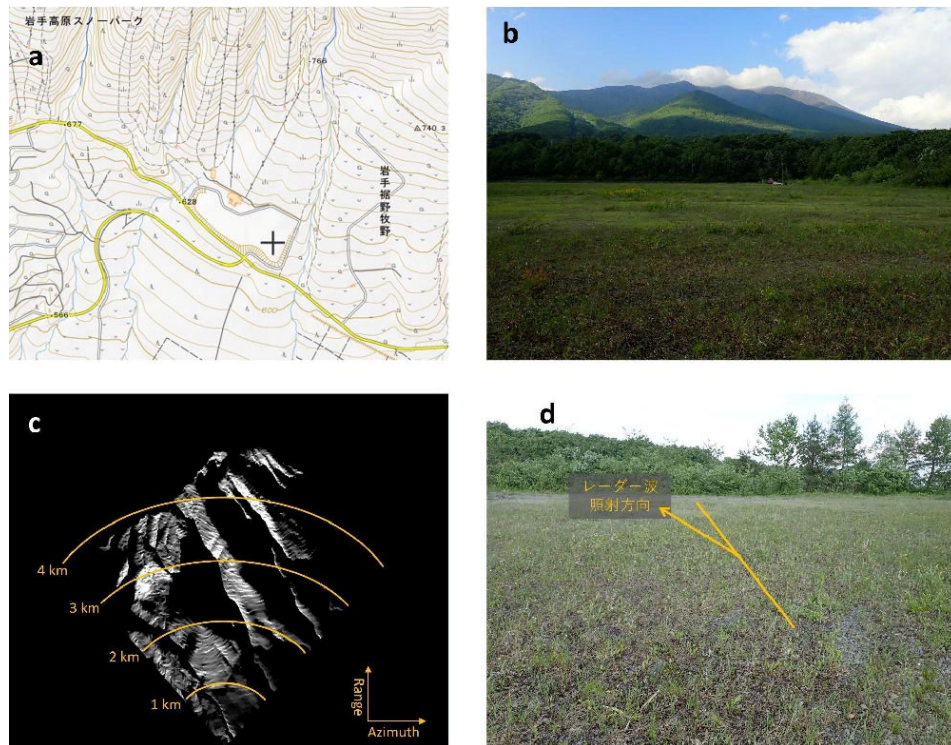 岩手高原スノーパーク
a
766
677
740
628
岩手裾野牧野
566
b
c
4 km
3 km
2 km
1 km
Range
Azimuth
d
レーダー波
照射方向